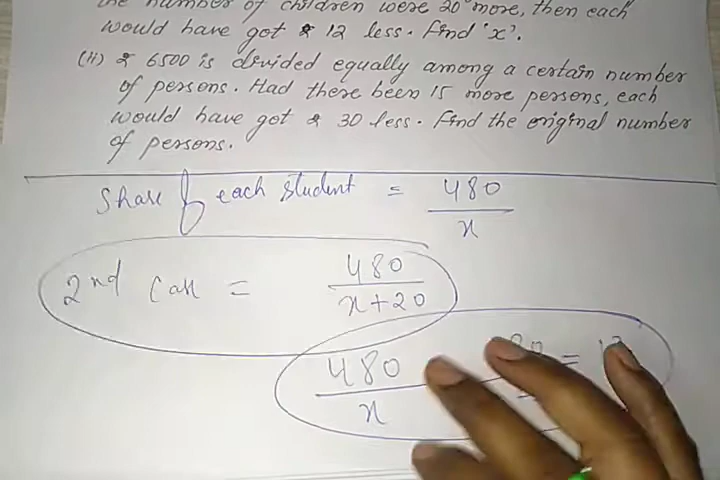 the number of children were 20 more, then each
would have got ₹ 12 less. Find 'x'.
(ii) ₹ 6500 is divided equally among a certain number
of persons. Had there been 15 more persons, each
would have got ₹ 30 less. Find the original number
of persons.
Share of each student = 480
x
2nd case = 480
x+20
480 =
x